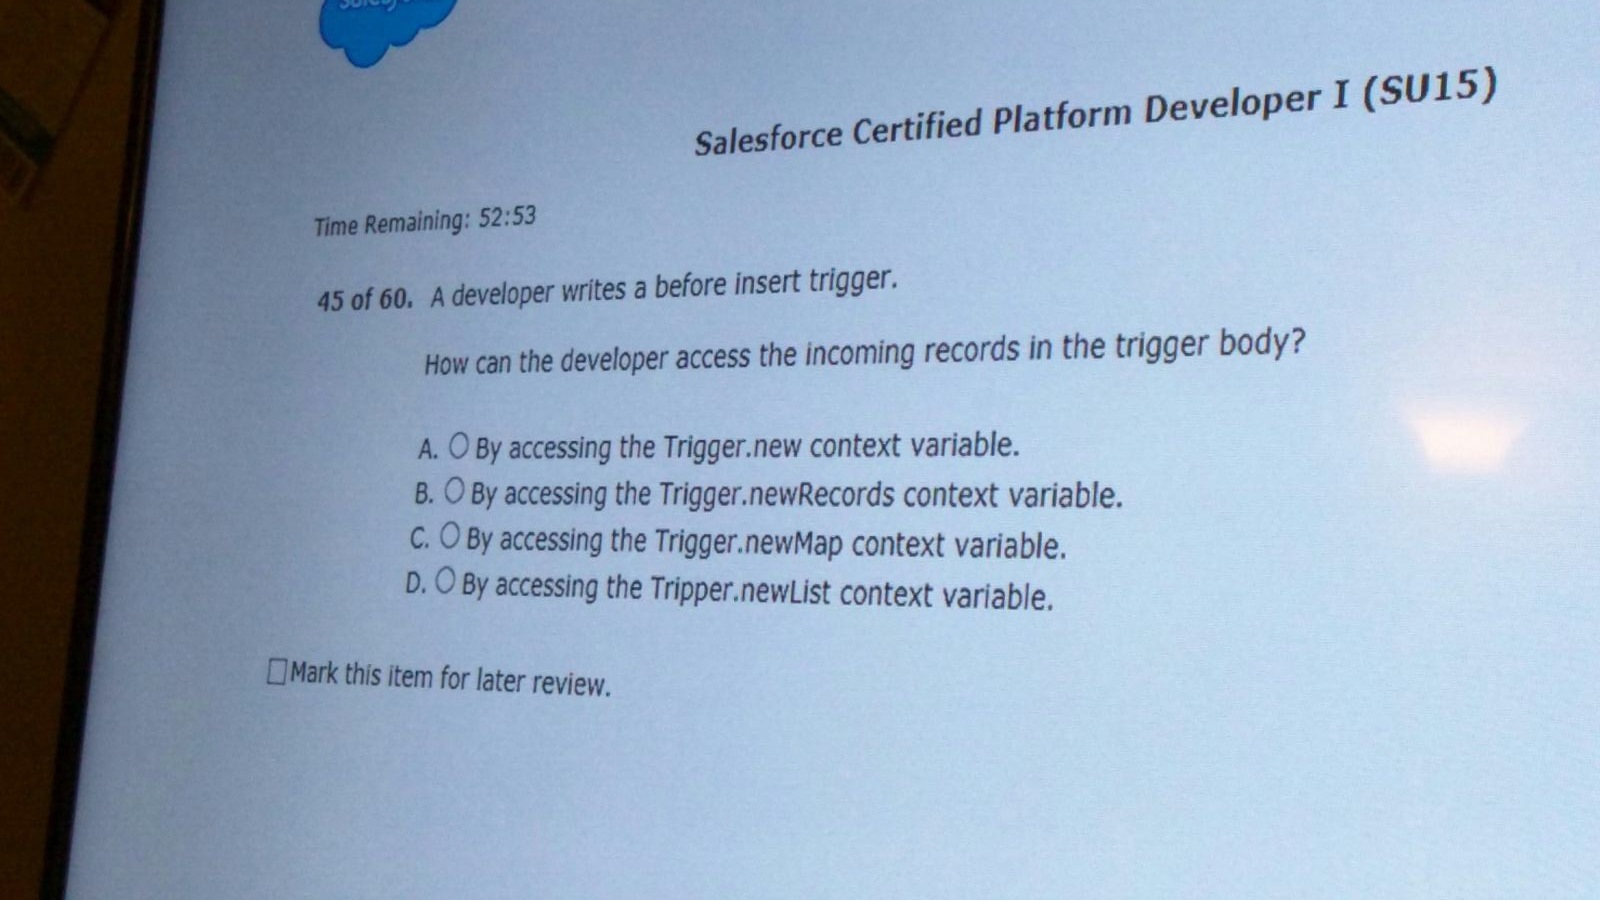 Salesforce Certified Platform Developer I (SU15)
Time Remaining: 52:53
45 of 60. A developer writes a before insert trigger.
How can the developer access the incoming records in the trigger body?
A. By accessing the Trigger.new context variable.
B. By accessing the Trigger.newRecords context variable.
C. By accessing the Trigger.newMap context variable.
D. By accessing the Tripper.newList context variable.
Mark this item for later review.